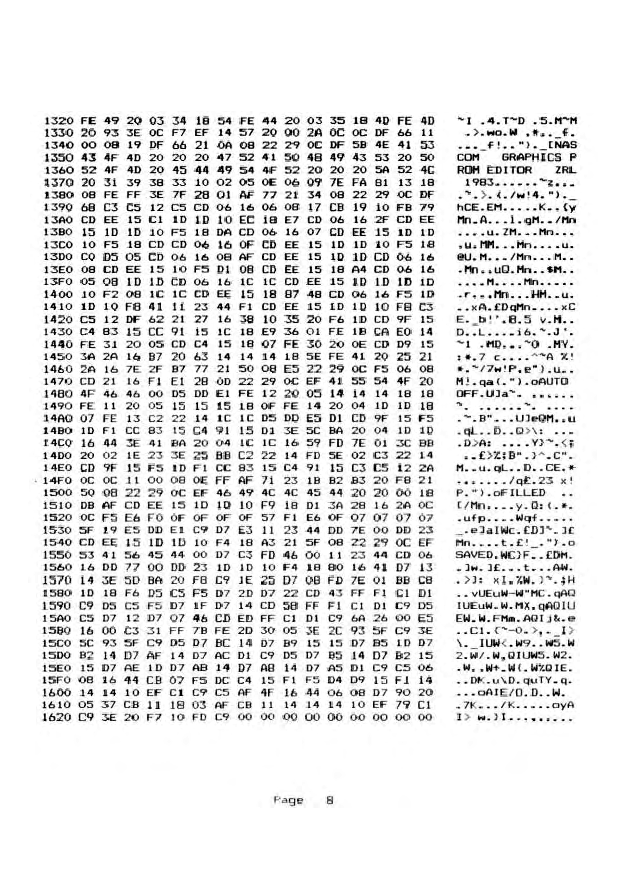 1320 FE 49 20 03 34 18 54 FE 44 20 03 35 18 4D FE 4D ~I .4.T~D .5.M~M
1330 20 93 3E 0C F7 EF 14 57 20 00 2A 0C 0C DF 66 11 .>.wo.W .*.._f.
1340 00 08 19 DF 66 21 0A 08 22 29 0C DF 5B 4E 41 53 ..._f!..")._[NAS
1350 43 4F 4D 20 20 20 47 52 41 50 48 49 43 53 20 50 COM   GRAPHICS P
1360 52 4F 4D 20 45 44 49 54 4F 52 20 20 20 5A 52 4C ROM EDITOR   ZRL
1370 20 31 39 38 33 10 02 05 0E 06 09 7E FA 81 13 18 1983......~z...
1380 08 FE FF 3E 7F 28 01 AF 77 21 34 08 22 29 0C DF .~.>.(./w!4.")._
1390 68 C3 C5 12 C5 CD 06 16 06 08 17 CB 19 10 FB 79 hCE.EM.....K..{y
13A0 CD EE 15 C1 1D 1D 10 EC 18 E7 CD 06 16 2F CD EE Mn.A...l.gM../Mn
13B0 15 1D 1D 10 F5 18 DA CD 06 16 07 CD EE 15 1D 1D ....u.ZM...Mn...
13C0 10 F5 18 CD CD 06 16 0F CD EE 15 1D 1D 10 F5 18 .u.MM...Mn....u.
13D0 C0 D5 05 CD 06 16 08 AF CD EE 15 1D 1D CD 06 16 @U.M.../Mn...M..
13E0 08 CD EE 15 10 F5 D1 08 CD EE 15 18 A4 CD 06 16 .Mn..uQ.Mn..$M..
13F0 05 08 1D 1D CD 06 16 1C 1C CD EE 15 1D 1D 1D 1D ....M....Mn.....
1400 10 F2 08 1C 1C CD EE 15 18 87 48 CD 06 16 F5 1D .r...Mn...HM..u.
1410 1D 10 F8 41 11 23 44 F1 CD EE 15 1D 1D 10 F8 C3 ..xA.£DqMn....xC
1420 C5 12 DF 62 21 27 16 38 10 35 20 F6 1D CD 9F 15 E._b!'.8.5 v.M..
1430 C4 83 15 CC 91 15 1C 18 E9 36 01 FE 1B CA E0 14 D..L....i6.~.J`.
1440 FE 31 20 05 CD C4 15 18 07 FE 30 20 0E CD D9 15 ~1 .MD...~0 .MY.
1450 3A 2A 16 B7 20 63 14 14 14 18 5E FE 41 20 25 21 :*.7 c....^~A %!
1460 2A 16 7E 2F B7 77 21 50 08 E5 22 29 0C F5 06 08 *.~/7w!P.e").u..
1470 CD 21 16 F1 E1 28 0D 22 29 0C EF 41 55 54 4F 20 M!.qa(.").oAUTO
1480 4F 46 46 00 D5 DD E1 FE 12 20 05 14 14 14 18 18 OFF.U]a~. ......
1490 FE 11 20 05 15 15 15 18 0F FE 14 20 04 1D 1D 18 ~. ......~. ....
14A0 07 FE 13 C2 22 14 1C 1C D5 DD E5 D1 CD 9F 15 F5 .~.B"...U]eQM..u
14B0 1D F1 CC 83 15 C4 91 15 D1 3E 5C BA 20 04 1D 1D .qL..D..Q>\: ...
14C0 16 44 3E 41 BA 20 04 1C 1C 16 59 FD 7E 01 3C BB .D>A: ....Y}~.<;
14D0 20 02 1E 23 3E 25 BB C2 22 14 FD 5E 02 C3 22 14 ..£>%;B".}^.C".
14E0 CD 9F 15 F5 1D F1 CC 83 15 C4 91 15 C3 C5 12 2A M..u.qL..D..CE.*
14F0 0C 0C 11 00 08 0E FF AF 71 23 1B B2 B3 20 F8 21 ....../q£.23 x!
1500 50 08 22 29 0C EF 46 49 4C 4C 45 44 20 20 00 18 P.").oFILLED  ..
1510 DB AF CD EE 15 1D 1D 10 F9 18 D1 3A 28 16 2A 0C [/Mn....y.Q:(.*.
1520 0C F5 E6 F0 0F 0F 0F 0F 57 F1 E6 0F 07 07 07 07 .ufp....Wqf.....
1530 5F 19 E5 DD E1 C9 D7 E3 11 23 44 DD 7E 00 DD 23 _.e]aIWc.£D]~.]£
1540 CD EE 15 1D 1D 10 F4 18 A3 21 5F 08 22 29 0C EF Mn....t.£!_.").o
1550 53 41 56 45 44 00 D7 C3 FD 46 00 11 23 44 CD 06 SAVED.WC}F..£DM.
1560 16 DD 77 00 DD 23 1D 1D 10 F4 18 80 16 41 D7 13 .]w.]£...t...AW.
1570 14 3E 5D BA 20 F8 C9 1E 25 D7 08 FD 7E 01 BB C8 .>]: xI.%W.}~.;H
1580 1D 18 F6 D5 C5 F5 D7 2D D7 22 CD 43 FF F1 C1 D1 ..vUEuW-W"MC.qAQ
1590 C9 D5 C5 F5 D7 1F D7 14 CD 58 FF F1 C1 D1 C9 D5 IUEuW.W.MX.qAQIU
15A0 C5 D7 12 D7 07 46 CD ED FF C1 D1 C9 6A 26 00 E5 EW.W.FMm.AQIj&.e
15B0 16 00 C3 31 FF 7B FE 2D 30 05 3E 2C 93 5F C9 3E ..C1.{~-0.>,._I>
15C0 5C 93 5F C9 D5 D7 BC 14 D7 B9 15 15 D7 B5 1D D7 \._IUW<.W9..W5.W
15D0 B2 14 D7 AF 14 D7 AC D1 C9 D5 D7 B5 14 D7 B2 15 2.W/.W,QIUW5.W2.
15E0 15 D7 AE 1D D7 AB 14 D7 A8 14 D7 A5 D1 C9 C5 06 .W..W+.W(.W%QIE.
15F0 08 16 44 CB 07 F5 DC C4 15 F1 F5 D4 D9 15 F1 14 ..DK.u\D.quTY.q.
1600 14 14 10 EF C1 C9 C5 AF 4F 16 44 06 08 D7 90 20 ...oAIE/O.D..W.
1610 05 37 CB 11 18 03 AF CB 11 14 14 14 10 EF 79 C1 .7K.../K.....oyA
1620 C9 3E 20 F7 10 FD C9 00 00 00 00 00 00 00 00 00 I> w.}I.........
Page 8